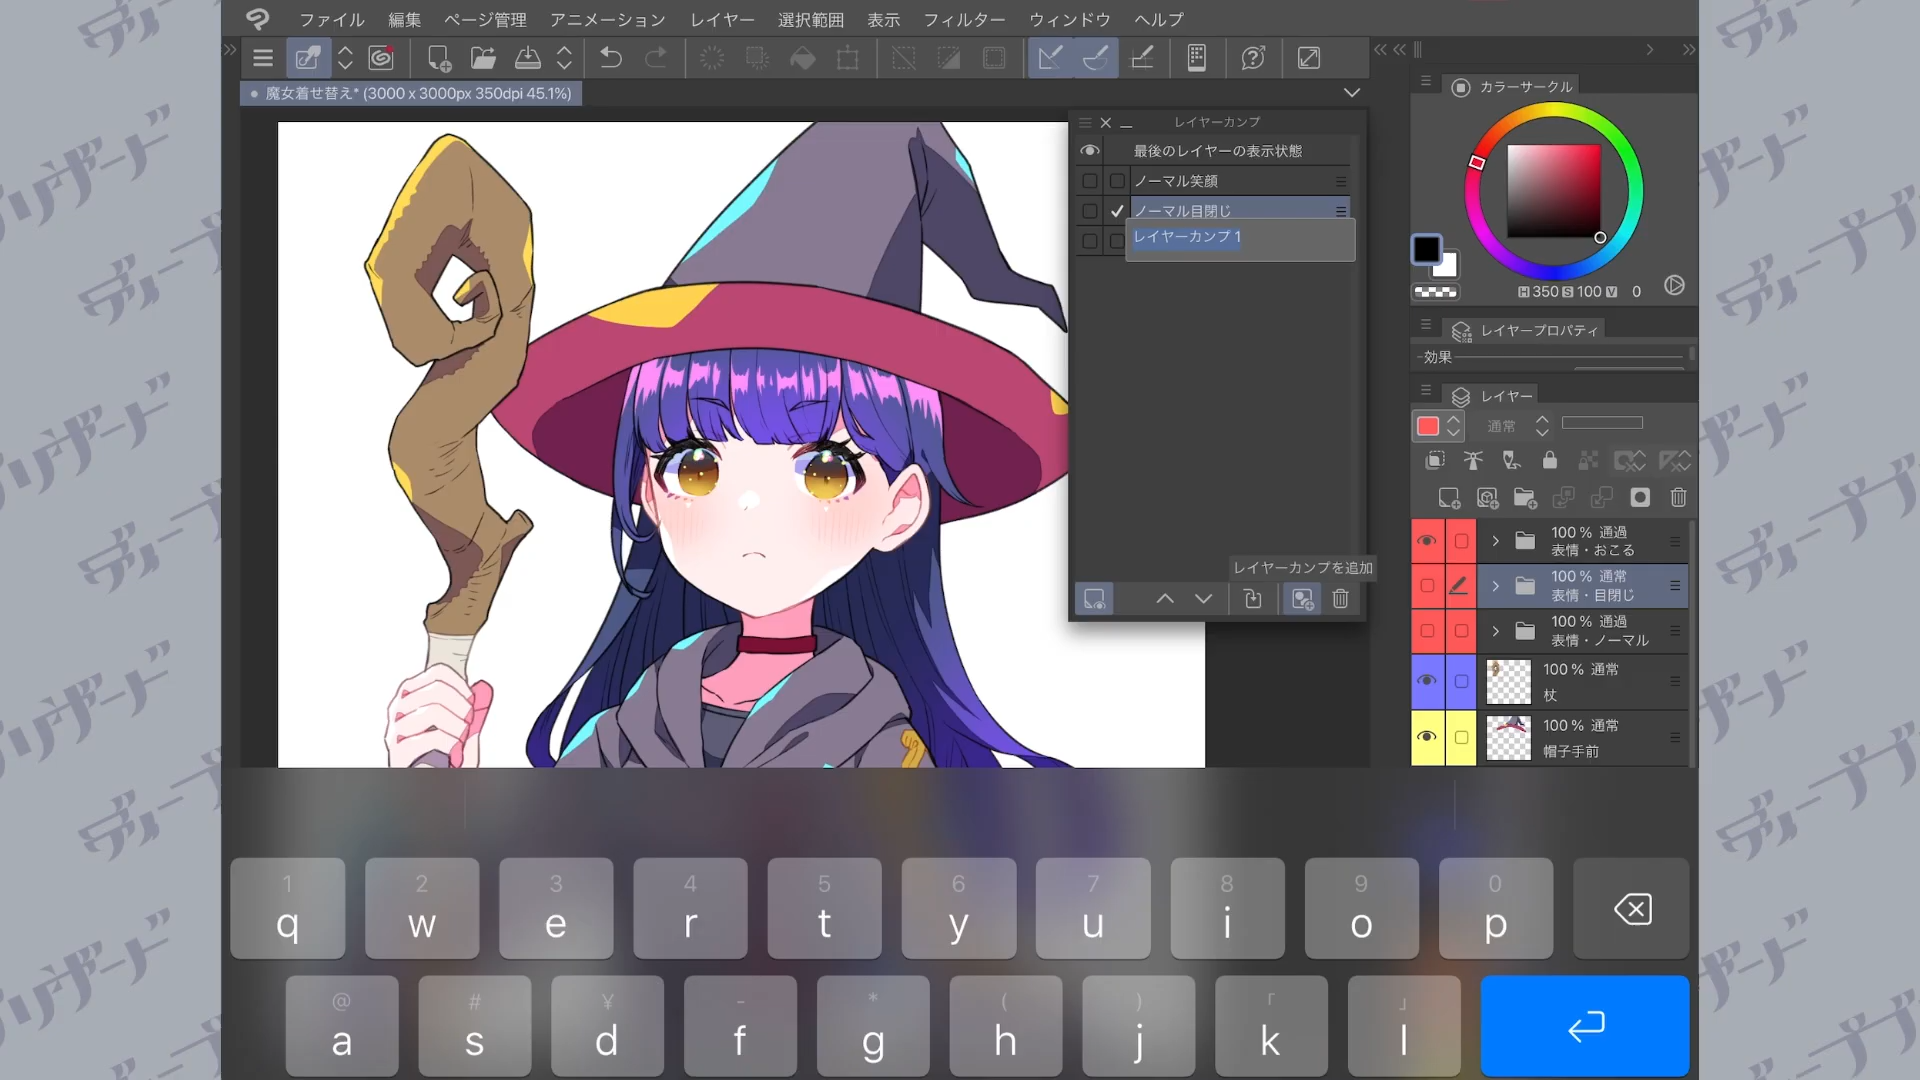 ファイル 編集 ページ管理 アニメーション レイヤー 選択範囲 表示 フィルター ウィンドウ ヘルプ
魔女着せ替え* (3000 x 3000px 350dpi 45.1%)
レイヤーカンプ
最後のレイヤーの表示状態
ノーマル笑顔
ノーマル目閉じ
レイヤーカンプ 1
レイヤーカンプを追加
カラーサークル
H 350 S 100 V 0
レイヤープロパティ
効果
レイヤー
通常
100 % 通過
表情・おこる
100 % 通常
表情・目閉じ
100 % 通過
表情・ノーマル
100 % 通常
杖
100 % 通常
帽子手前
1 2 3 4 5 6 7 8 9 0
q w e r t y u i o p
@ # ¥ - * ( ) 「 」
a s d f g h j k l
ディープブリザード